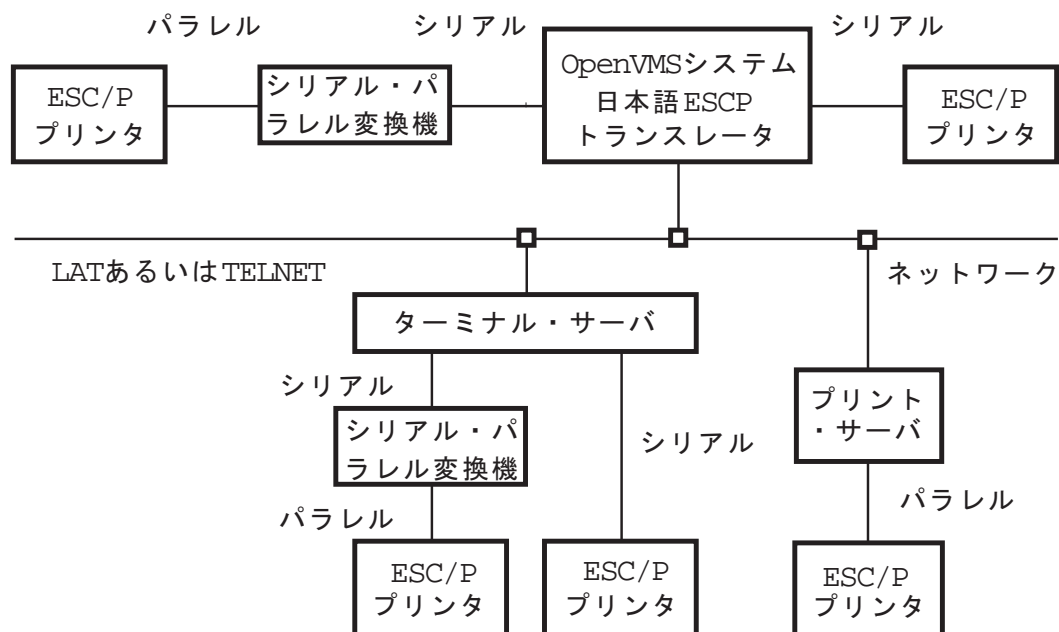 パラレル
シリアル
シリアル
ESC/P
プリンタ
シリアル・パ
ラレル変換機
OpenVMSシステム
日本語ESCP
トランスレータ
ESC/P
プリンタ
LATあるいはTELNET
ネットワーク
ターミナル・サーバ
シリアル
シリアル・パ
ラレル変換機
シリアル
プリント
・サーバ
パラレル
パラレル
ESC/P
プリンタ
ESC/P
プリンタ
ESC/P
プリンタ